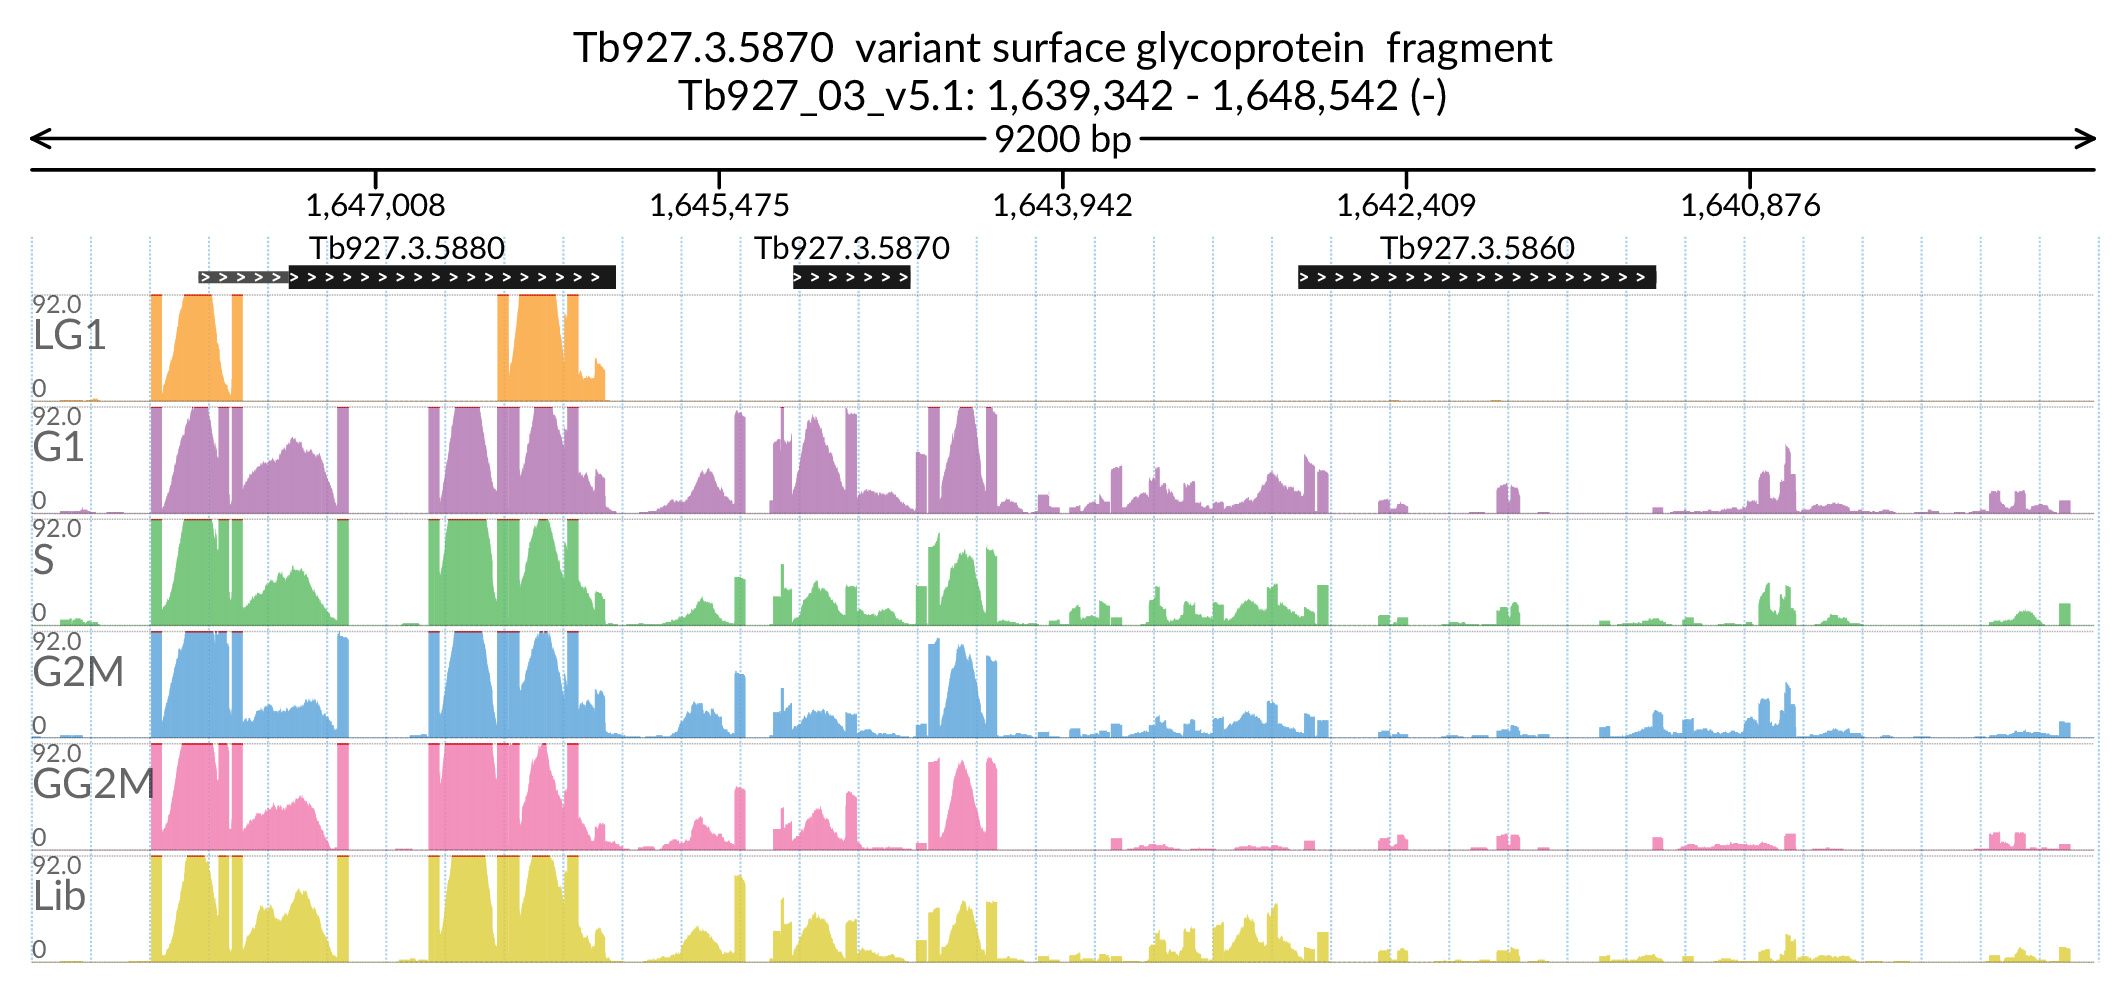 Tb927.3.5870 variant surface glycoprotein fragment
Tb927_03_v5.1: 1,639,342 - 1,648,542 (-)
9200 bp
1,647,008 1,645,475 1,643,942 1,642,409 1,640,876
Tb927.3.5880 Tb927.3.5870 Tb927.3.5860
92.0
LG1
0
92.0
G1
0
92.0
S
0
92.0
G2M
0
92.0
GG2M
0
92.0
Lib
0